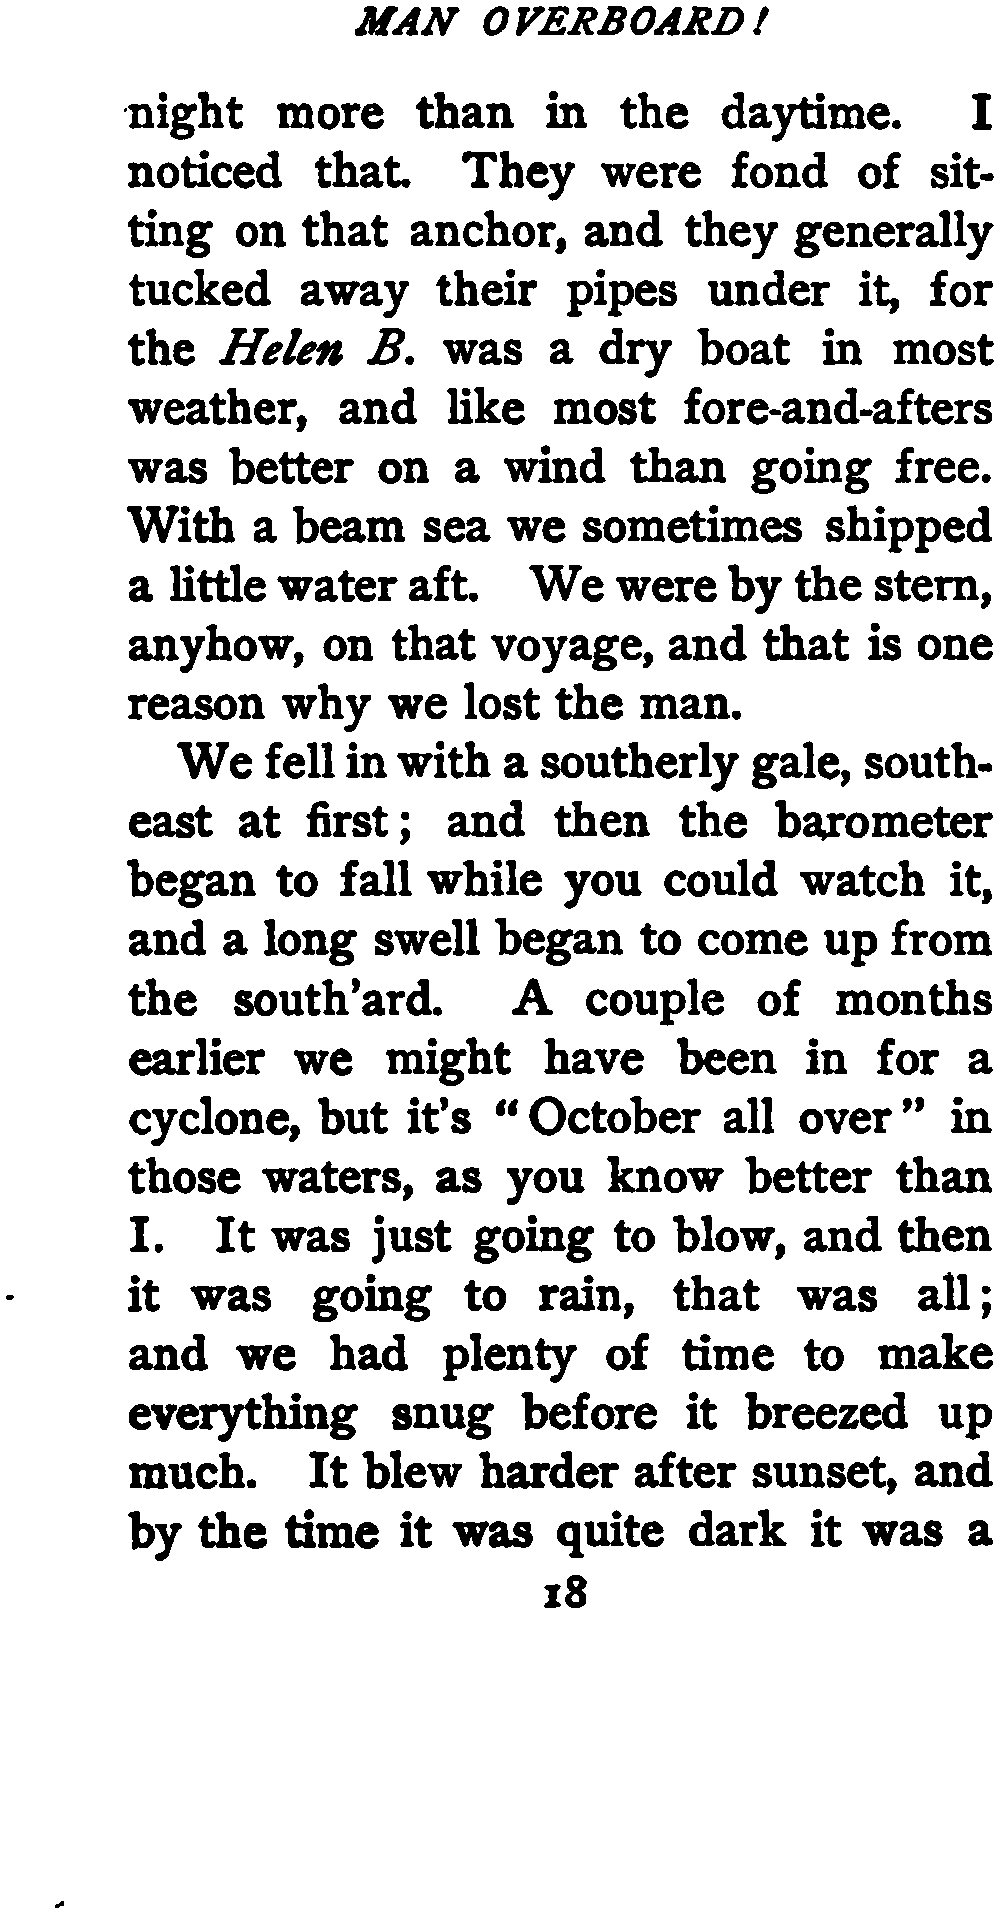 MAN OVERBOARD!
night more than in the daytime. I
noticed that. They were fond of sit-
ting on that anchor, and they generally
tucked away their pipes under it, for
the Helen B. was a dry boat in most
weather, and like most fore-and-afters
was better on a wind than going free.
With a beam sea we sometimes shipped
a little water aft. We were by the stern,
anyhow, on that voyage, and that is one
reason why we lost the man.
We fell in with a southerly gale, south-
east at first; and then the barometer
began to fall while you could watch it,
and a long swell began to come up from
the south'ard. A couple of months
earlier we might have been in for a
cyclone, but it's "October all over" in
those waters, as you know better than
I. It was just going to blow, and then
it was going to rain, that was all;
and we had plenty of time to make
everything snug before it breezed up
much. It blew harder after sunset, and
by the time it was quite dark it was a
18